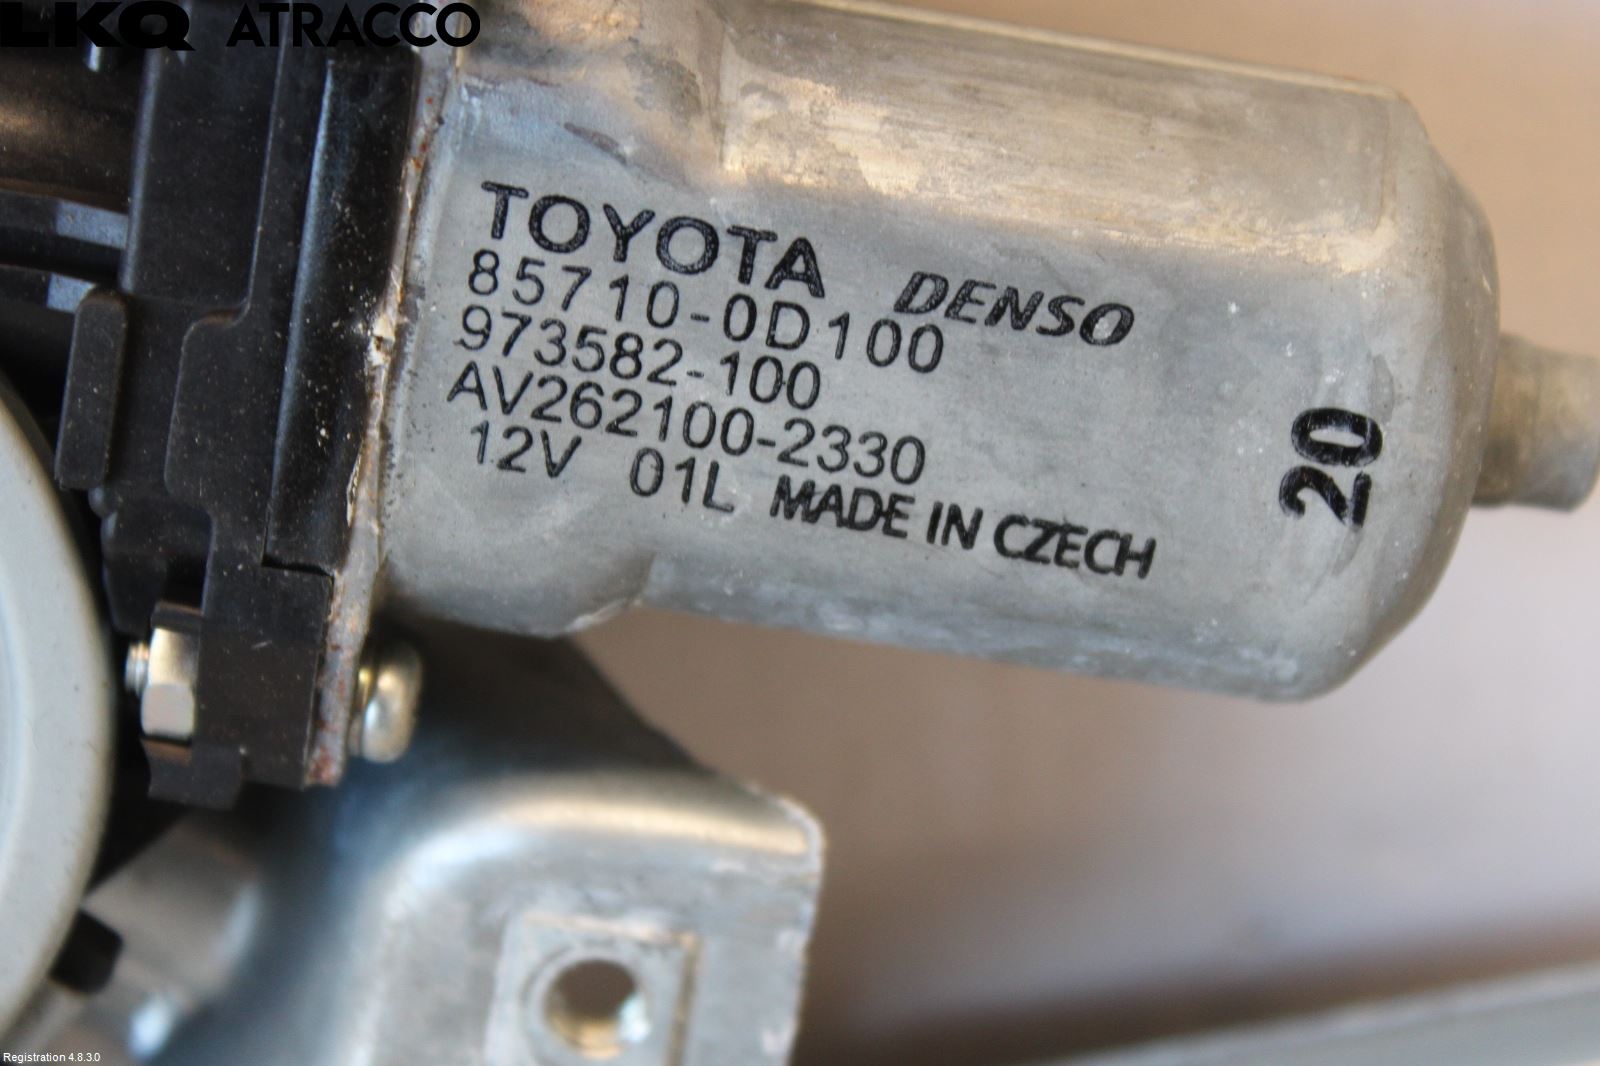 LKQ ATRACCO
TOYOTA DENSO
85710-0D100
973582-100
AV262100-2330
12V 01L MADE IN CZECH
20
Registration 4.8.3.0